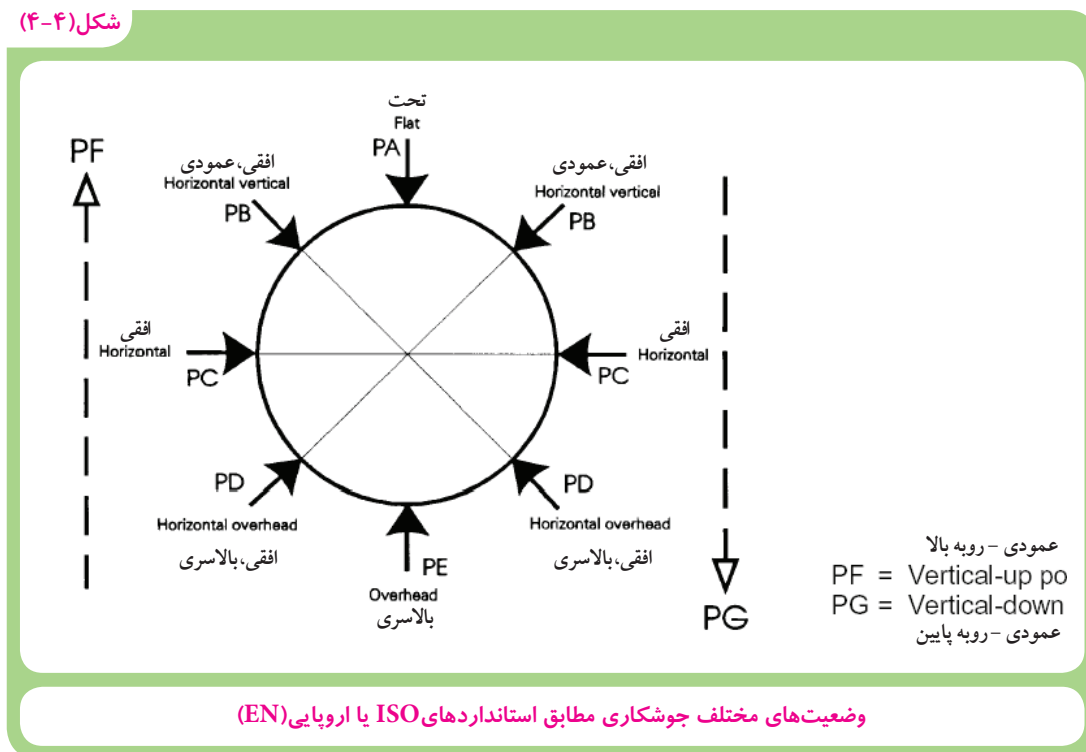 شکل(۴-۴)
تحت
Flat
PA
PF
افقی،عمودی
Horizontal vertical
PB
افقی،عمودی
Horizontal vertical
PB
افقی
Horizontal
PC
افقی
Horizontal
PC
PD
Horizontal overhead
افقی،بالاسری
PD
Horizontal overhead
افقی،بالاسری
PE
Overhead
بالاسری
PG
عمودی - روبه بالا
PF = Vertical-up po
PG = Vertical-down
عمودی - روبه پایین
وضعیت‌های مختلف جوشکاری مطابق استانداردهای ISO یا اروپایی(EN)